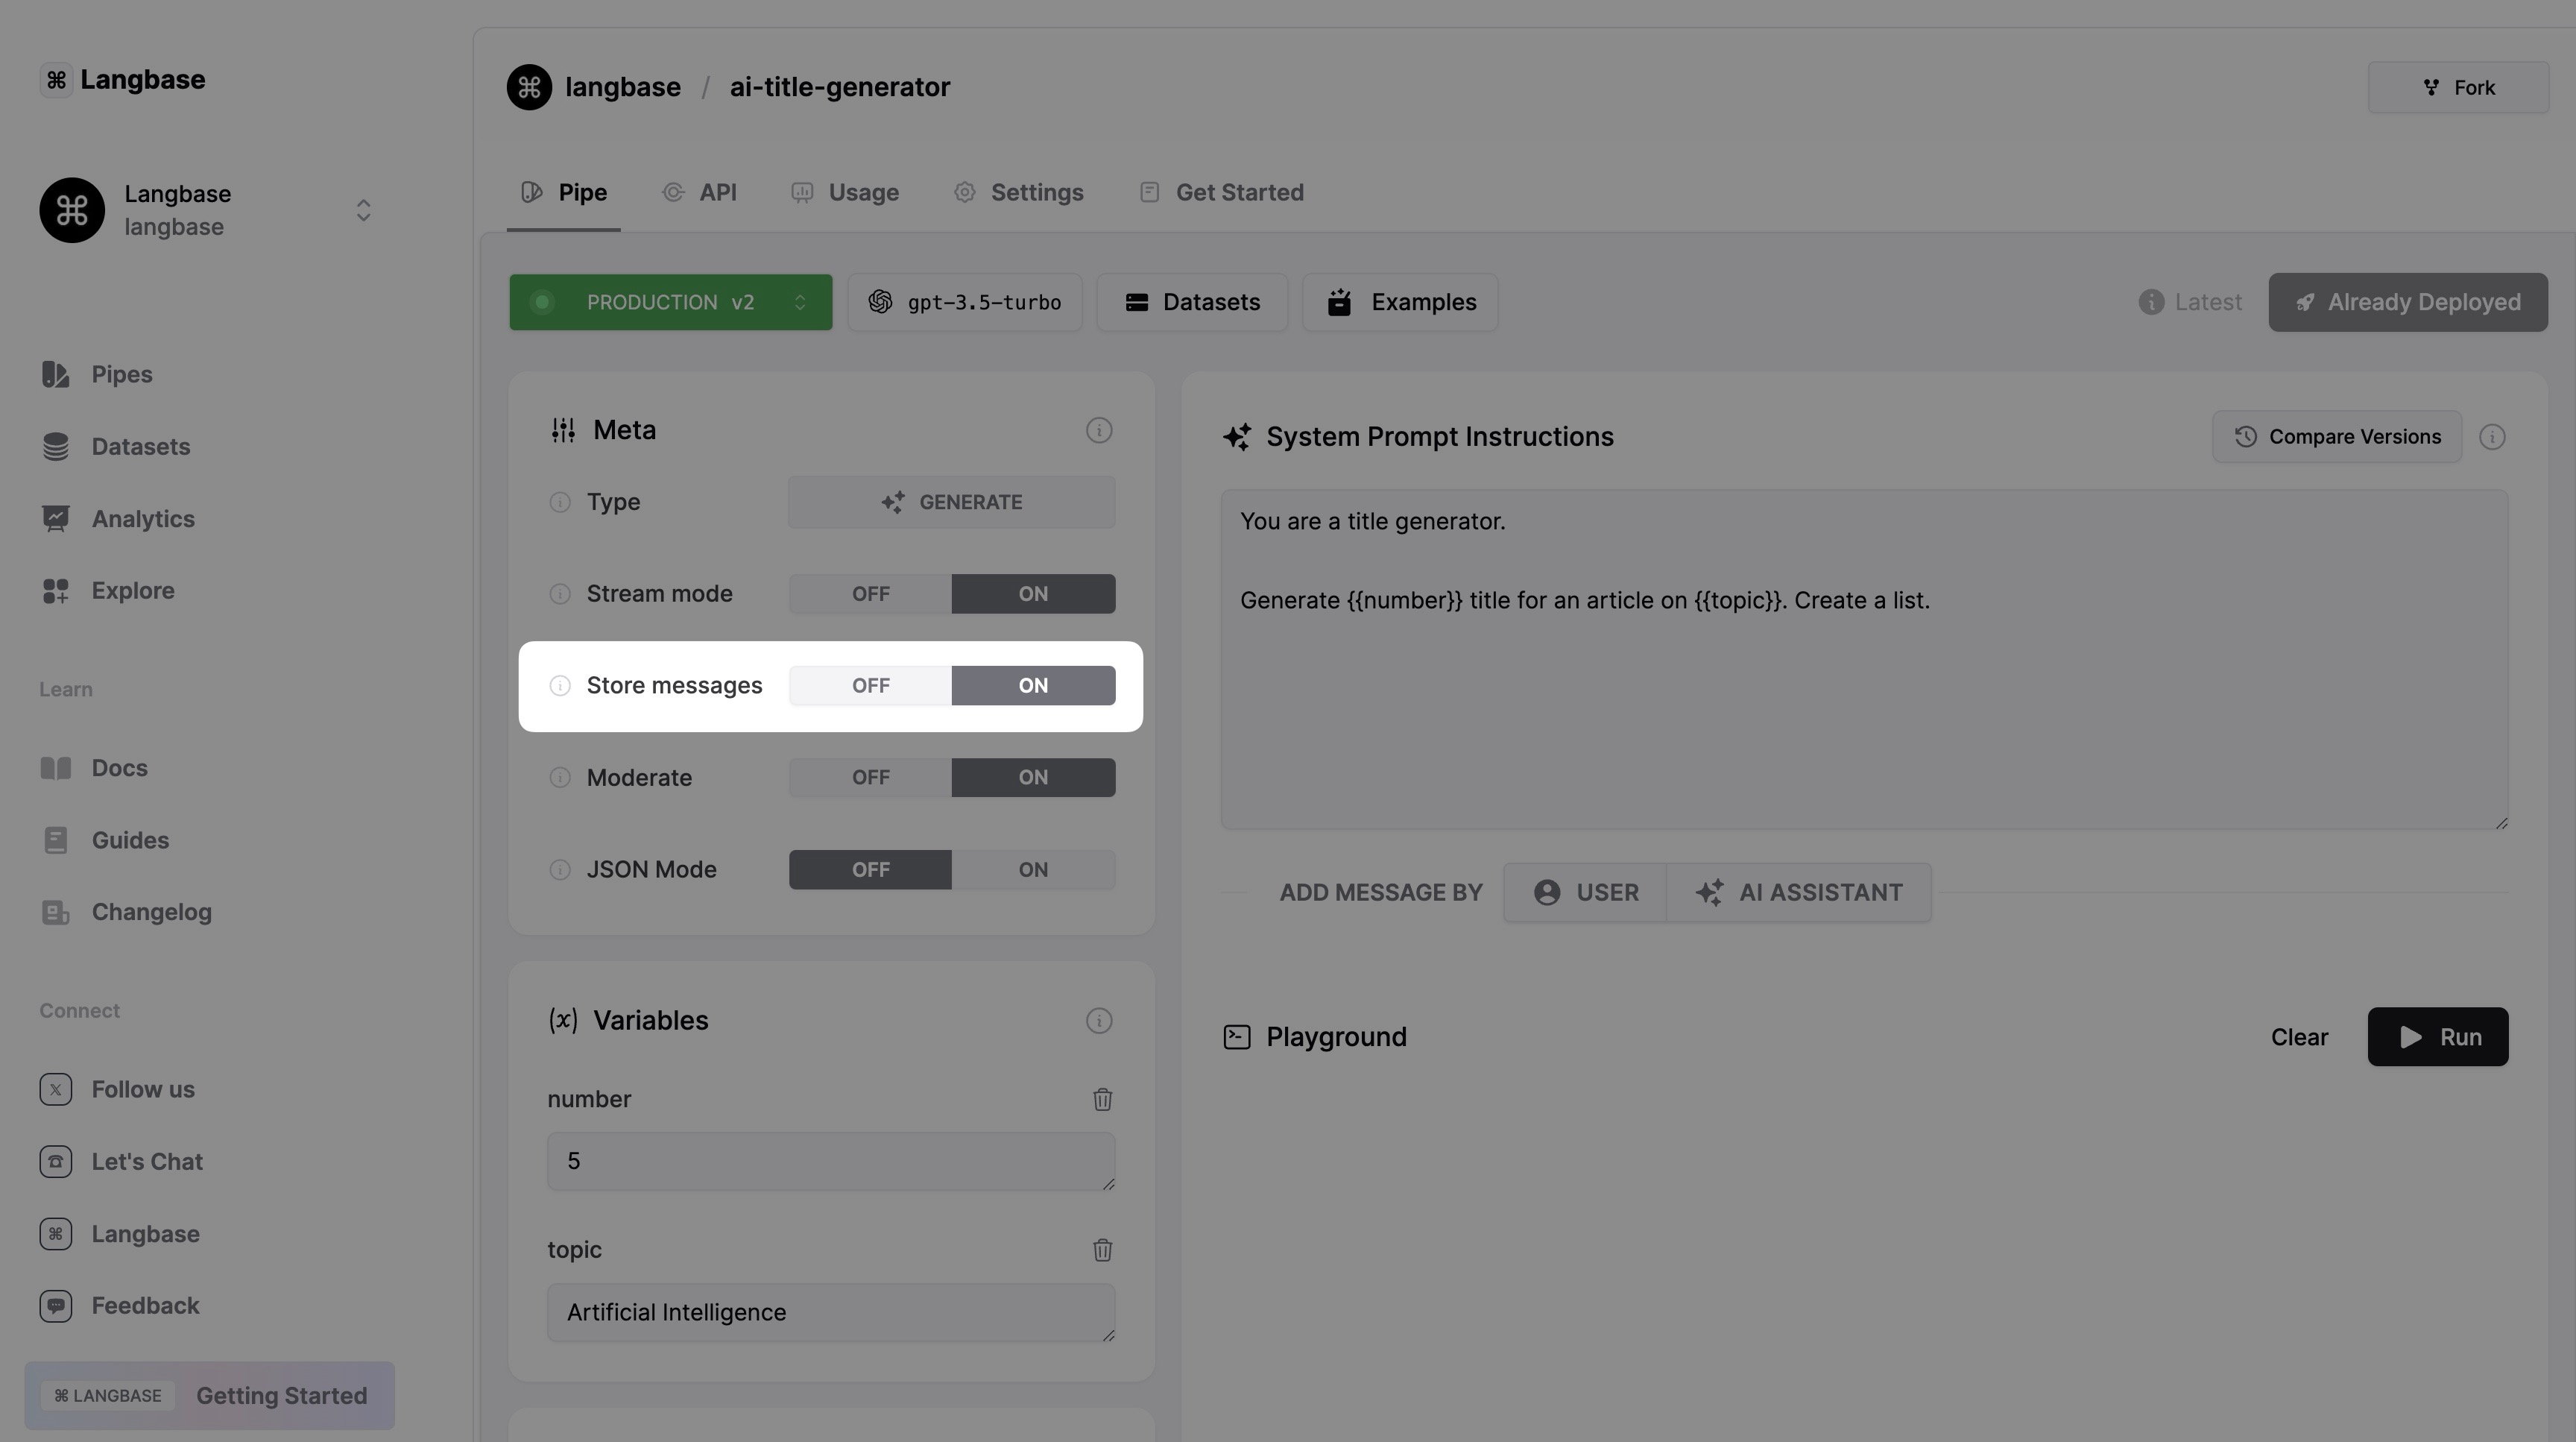 ⌘ Langbase
Langbase
langbase
Pipes
Datasets
Analytics
Explore
Learn
Docs
Guides
Changelog
Connect
Follow us
Let's Chat
Langbase
Feedback
⌘ LANGBASE Getting Started
langbase / ai-title-generator
Fork
Pipe API Usage Settings Get Started
PRODUCTION v2 gpt-3.5-turbo Datasets Examples Latest Already Deployed
Meta
Type GENERATE
Stream mode OFF ON
Store messages OFF ON
Moderate OFF ON
JSON Mode OFF ON
(x) Variables
number
5
topic
Artificial Intelligence
System Prompt Instructions Compare Versions
You are a title generator.
Generate {{number}} title for an article on {{topic}}. Create a list.
ADD MESSAGE BY USER AI ASSISTANT
Playground Clear Run